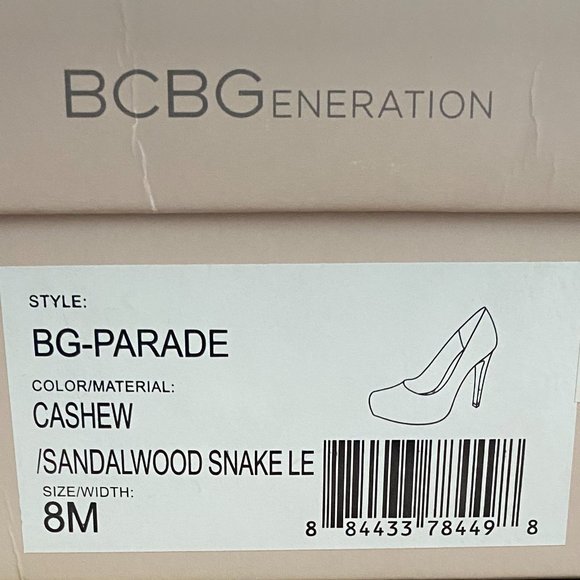 BCBGENERATION
STYLE:
BG-PARADE
COLOR/MATERIAL:
CASHEW
/SANDALWOOD SNAKE LE
SIZE/WIDTH:
8M
8 84433 78449 8